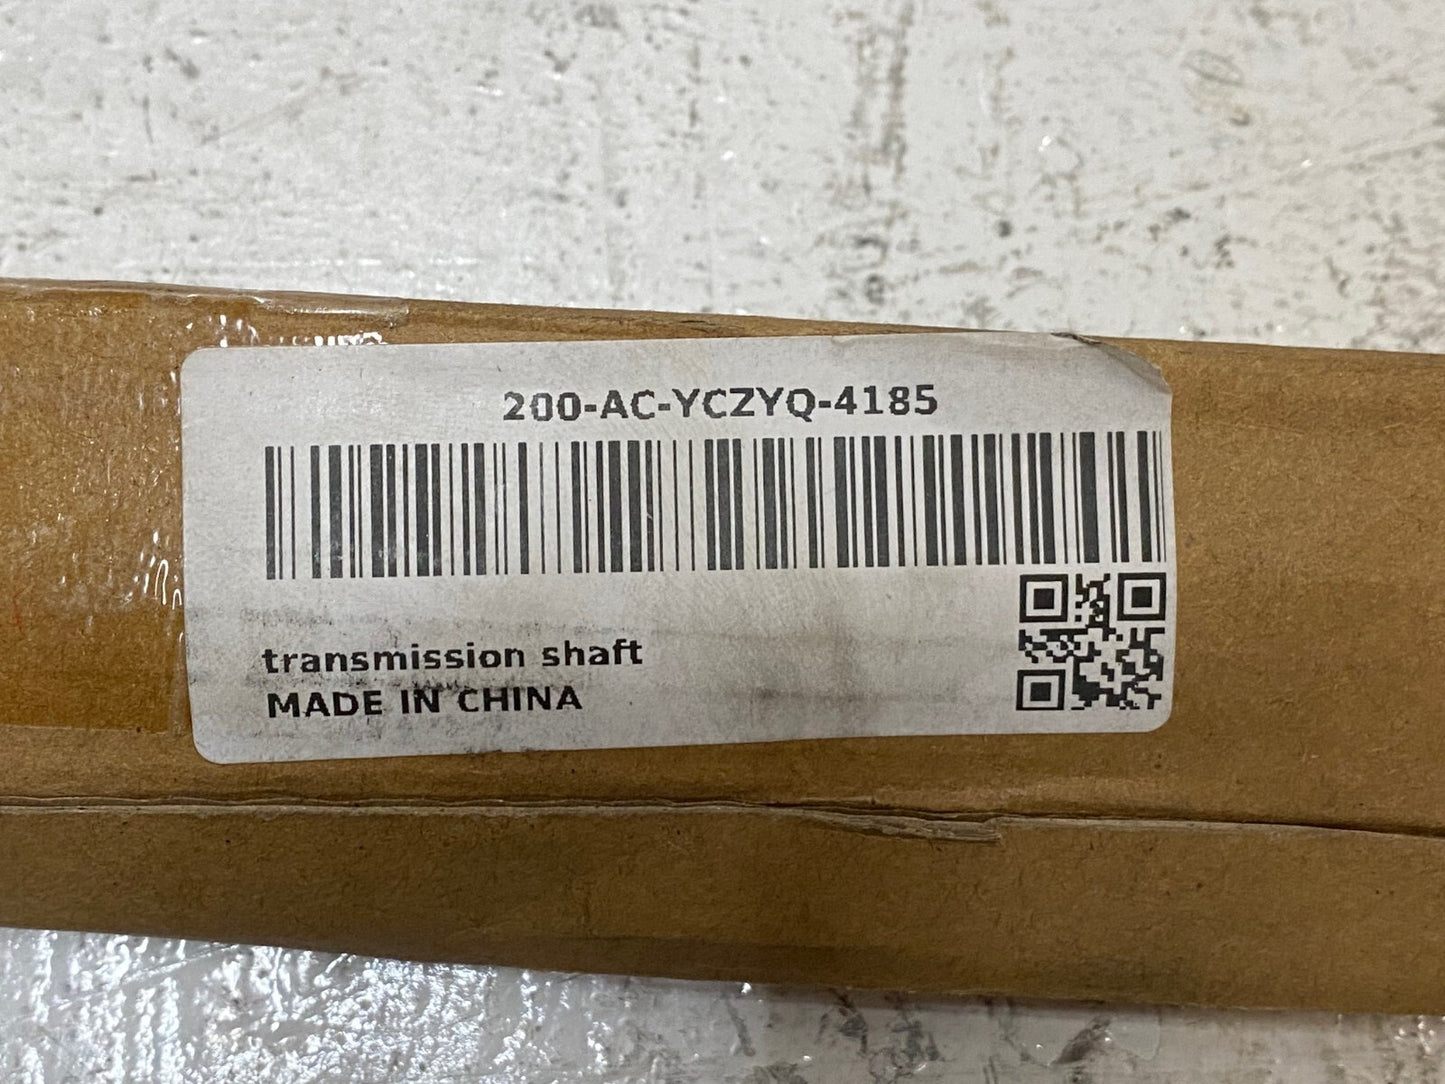 200-AC-YCZYQ-4185
transmission shaft
MADE IN CHINA